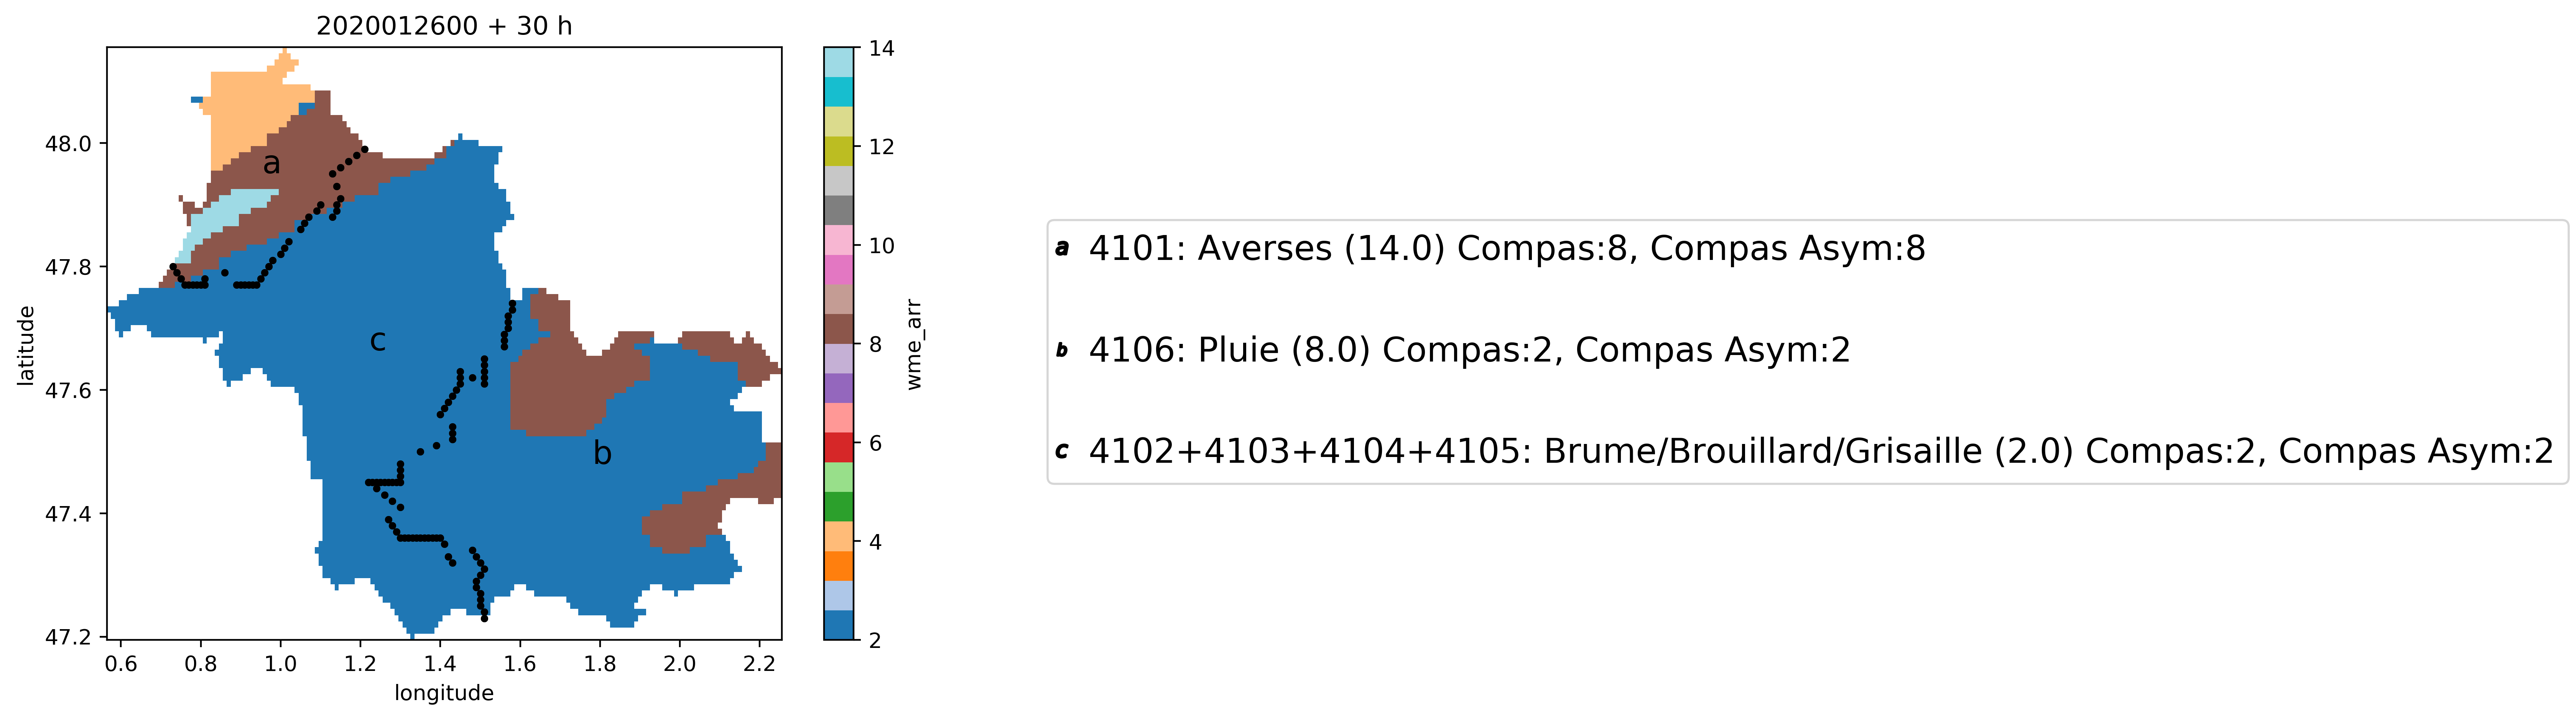 2020012600 + 30 h
48.0
47.8
47.6
47.4
47.2
latitude
0.6 0.8 1.0 1.2 1.4 1.6 1.8 2.0 2.2
longitude
a
c
b
14
12
10
8
6
4
2
wme_arr
a 4101: Averses (14.0) Compas:8, Compas Asym:8
b 4106: Pluie (8.0) Compas:2, Compas Asym:2
c 4102+4103+4104+4105: Brume/Brouillard/Grisaille (2.0) Compas:2, Compas Asym:2